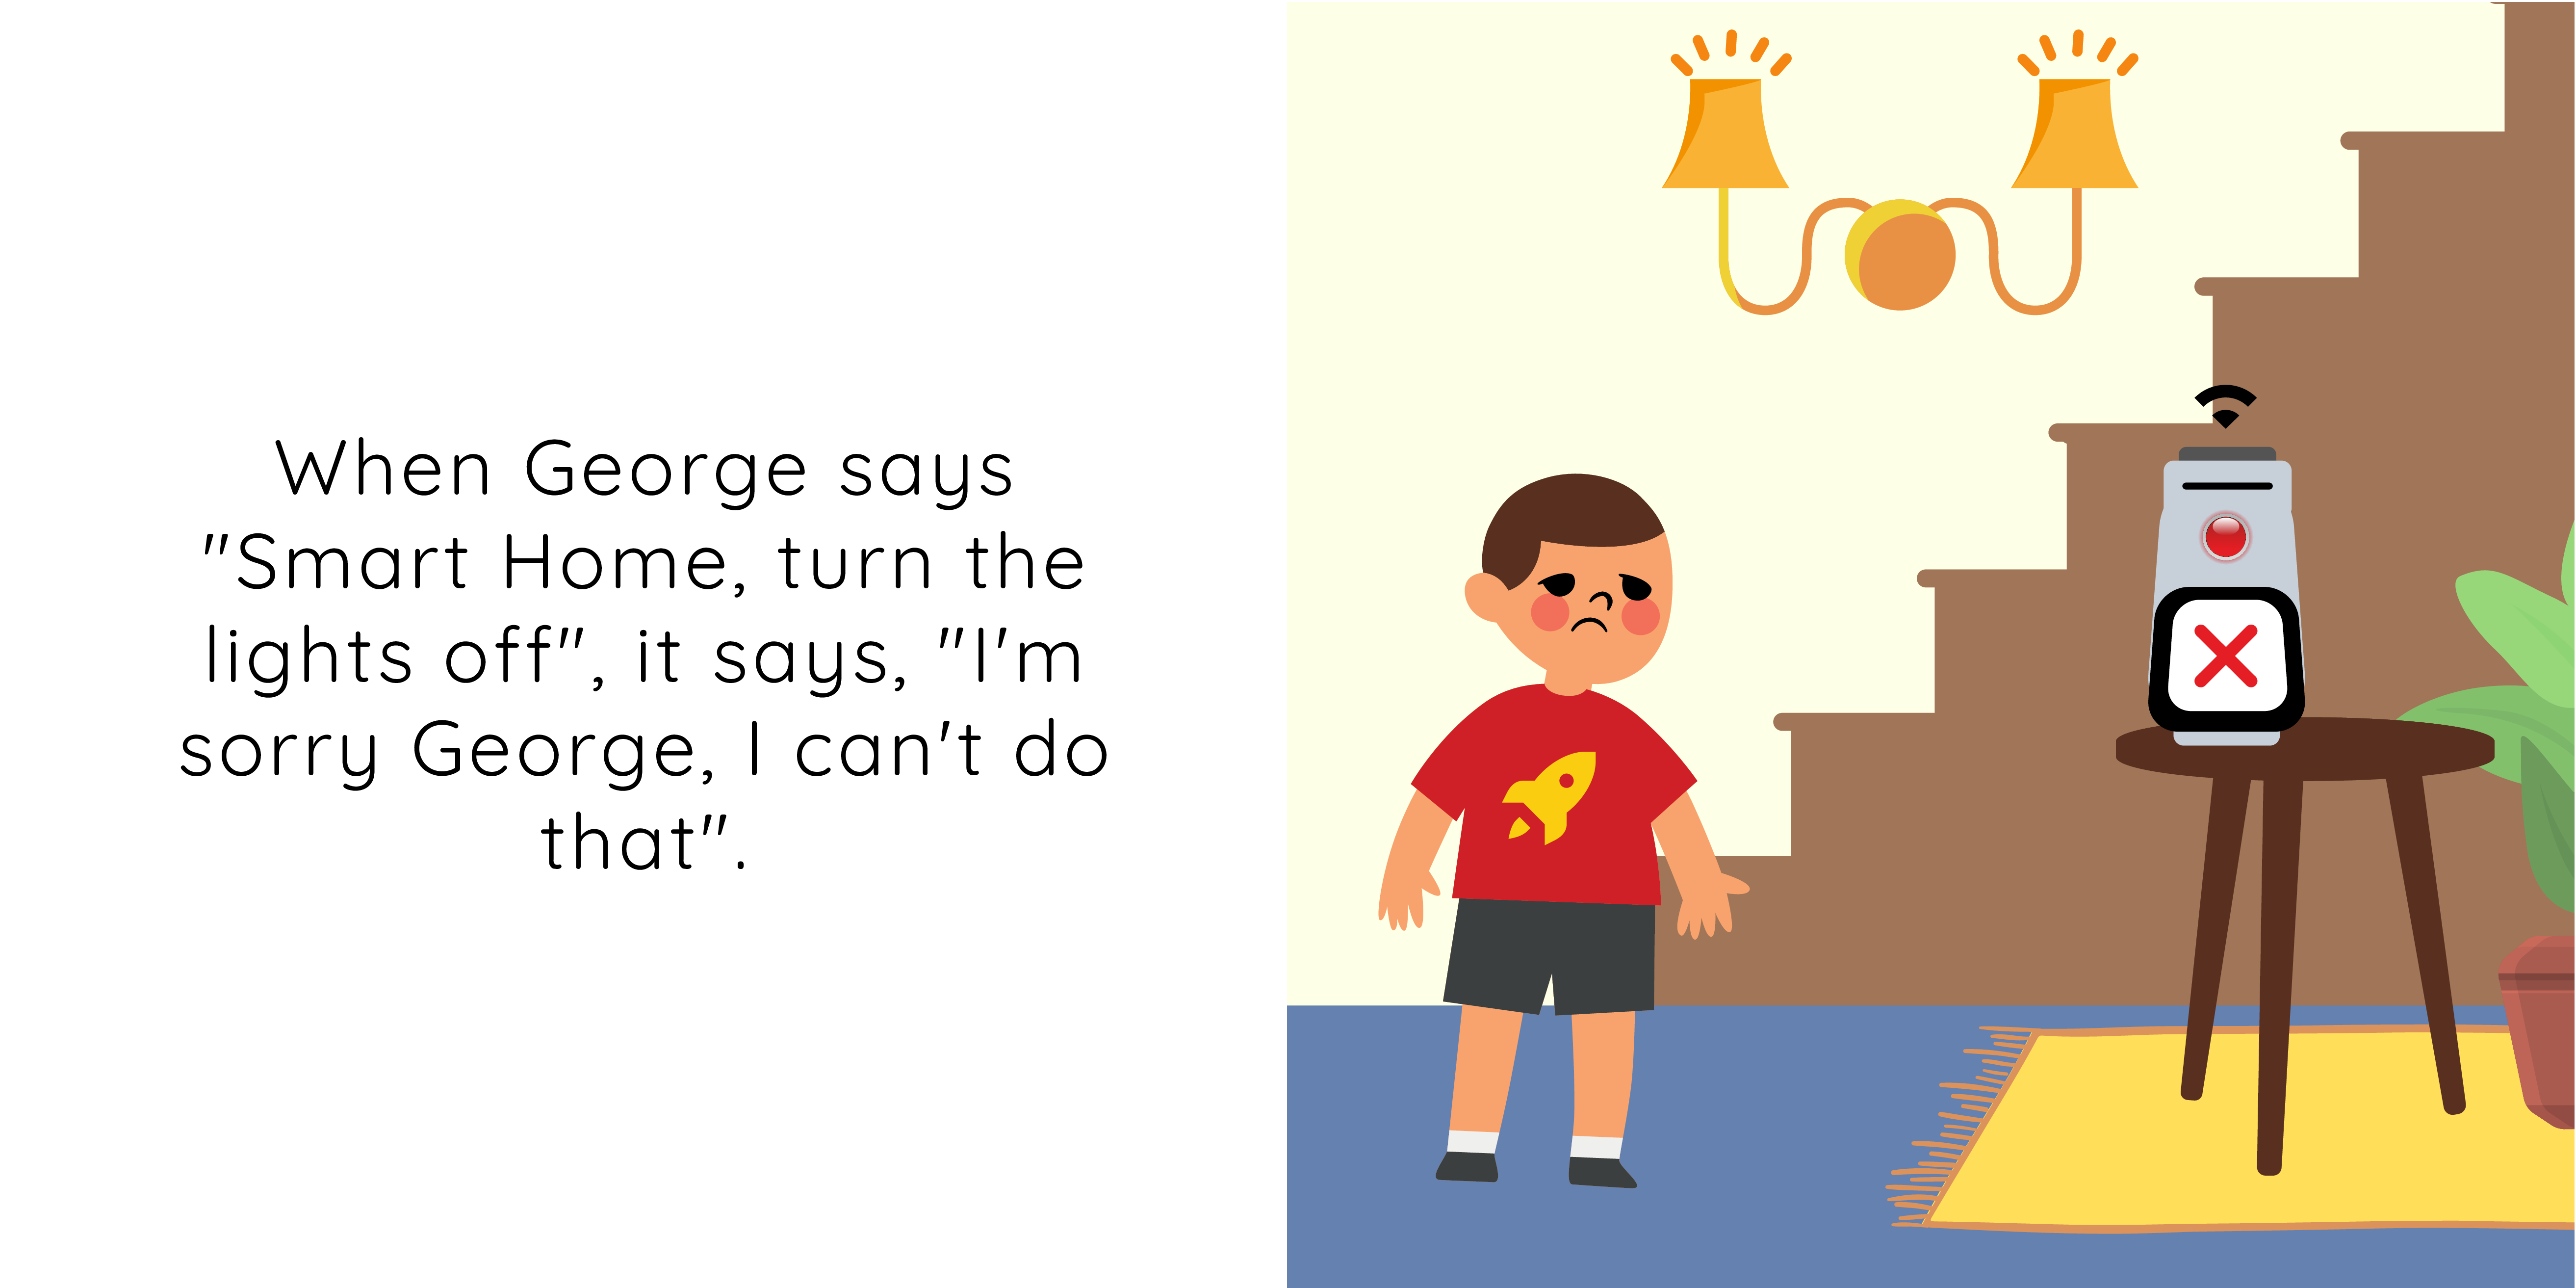 When George says
"Smart Home, turn the
lights off", it says, "I'm
sorry George, I can't do
that".